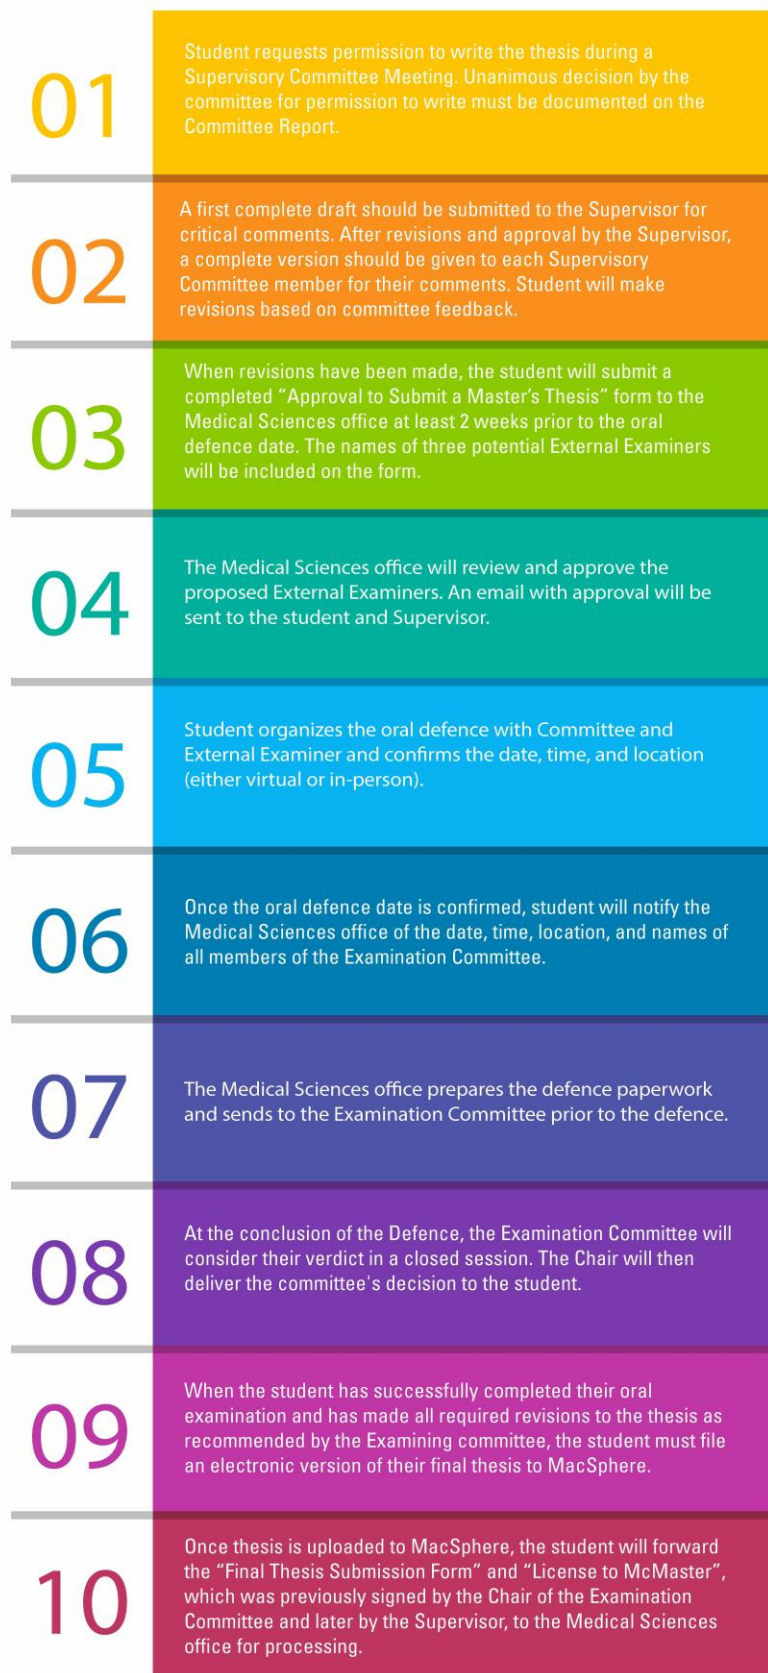 01
Student requests permission to write the thesis during a
Supervisory Committee Meeting. Unanimous decision by the
committee for permission to write must be documented on the
Committee Report.
02
A first complete draft should be submitted to the Supervisor for
critical comments. After revisions and approval by the Supervisor,
a complete version should be given to each Supervisory
Committee member for their comments. Student will make
revisions based on committee feedback.
03
When revisions have been made, the student will submit a
completed “Approval to Submit a Master’s Thesis” form to the
Medical Sciences office at least 2 weeks prior to the oral
defence date. The names of three potential External Examiners
will be included on the form.
04
The Medical Sciences office will review and approve the
proposed External Examiners. An email with approval will be
sent to the student and Supervisor.
05
Student organizes the oral defence with Committee and
External Examiner and confirms the date, time, and location
(either virtual or in-person).
06
Once the oral defence date is confirmed, student will notify the
Medical Sciences office of the date, time, location, and names of
all members of the Examination Committee.
07
The Medical Sciences office prepares the defence paperwork
and sends to the Examination Committee prior to the defence.
08
At the conclusion of the Defence, the Examination Committee will
consider their verdict in a closed session. The Chair will then
deliver the committee's decision to the student.
09
When the student has successfully completed their oral
examination and has made all required revisions to the thesis as
recommended by the Examining committee, the student must file
an electronic version of their final thesis to MacSphere.
10
Once thesis is uploaded to MacSphere, the student will forward
the “Final Thesis Submission Form” and “License to McMaster”,
which was previously signed by the Chair of the Examination
Committee and later by the Supervisor, to the Medical Sciences
office for processing.